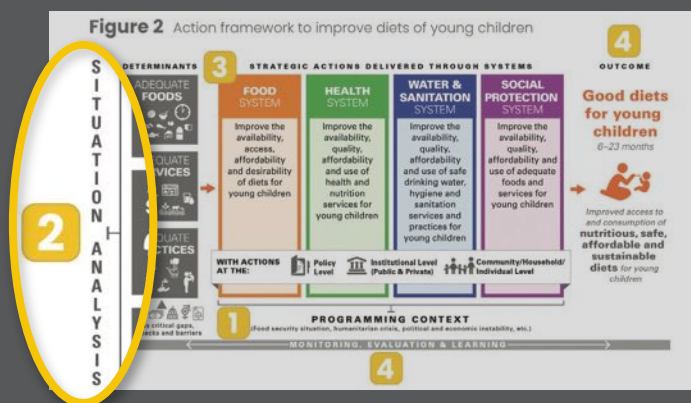 Figure 2 Action framework to improve diets of young children
SITUATION ANALYSIS
2
DETERMINANTS
ADEQUATE
FOODS
3
STRATEGIC ACTIONS DELIVERED THROUGH SYSTEMS
FOOD
SYSTEM
Improve the
availability,
access,
affordability
and desirability
of diets for
young children
HEALTH
SYSTEM
Improve the
availability,
quality,
affordability
and use of
health and
nutrition
services for
young children
WATER &
SANITATION
SYSTEM
Improve the
availability,
quality,
affordability
and use of safe
drinking water,
hygiene and
sanitation
services and
practices for
young children
SOCIAL
PROTECTION
SYSTEM
Improve the
availability,
quality,
affordability and
use of adequate
foods and
services for
young children
WITH ACTIONS
AT THE:
Policy
Level
Institutional Level
(Public & Private)
Community/Household/
Individual Level
critical gaps,
and barriers
1
PROGRAMMING CONTEXT
(Food security situation, humanitarian crisis, political and economic instability, etc.)
MONITORING, EVALUATION & LEARNING
4
4
OUTCOME
Good diets
for young
children
6–23 months
Improved access to
and consumption of
nutritious, safe,
affordable and
sustainable
diets for young
children